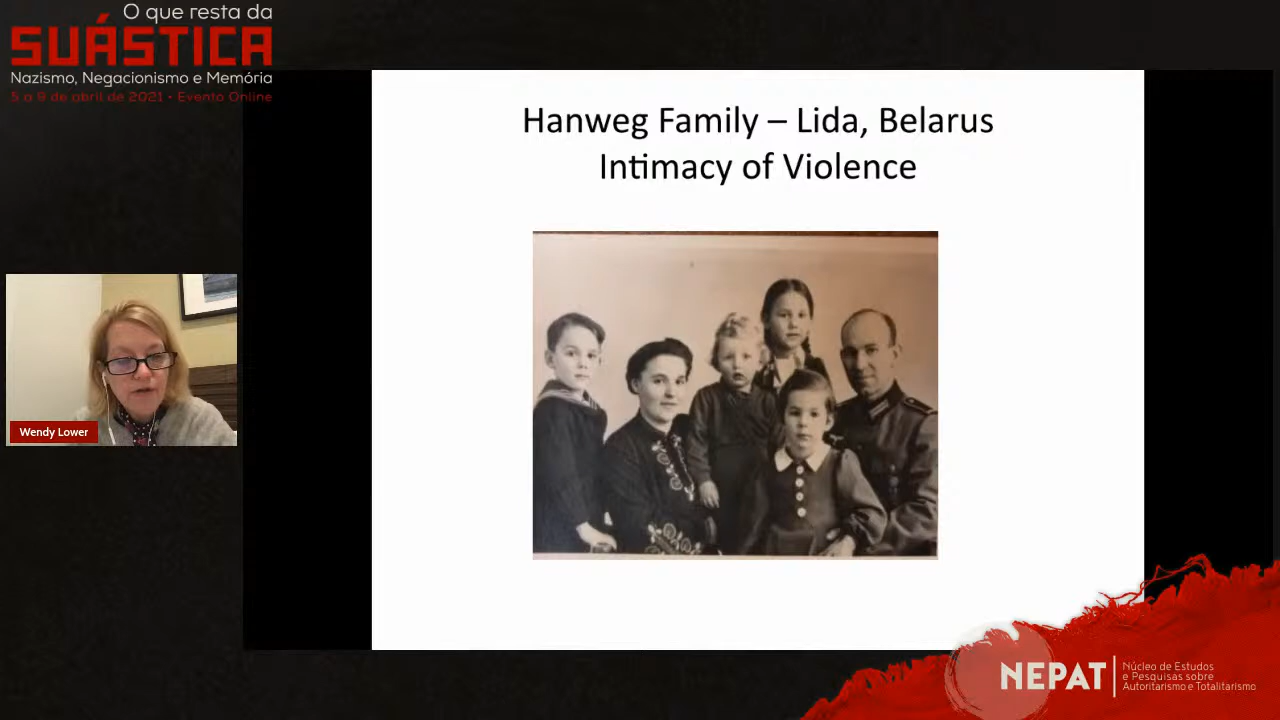 O que resta da
SUÁSTICA
Nazismo, Negacionismo e Memória
5 a 9 de abril de 2021 • Evento Online
Hanweg Family – Lida, Belarus
Intimacy of Violence
Wendy Lower
NEPAT
Núcleo de Estudos
e Pesquisas sobre
Autoritarismo e Totalitarismo